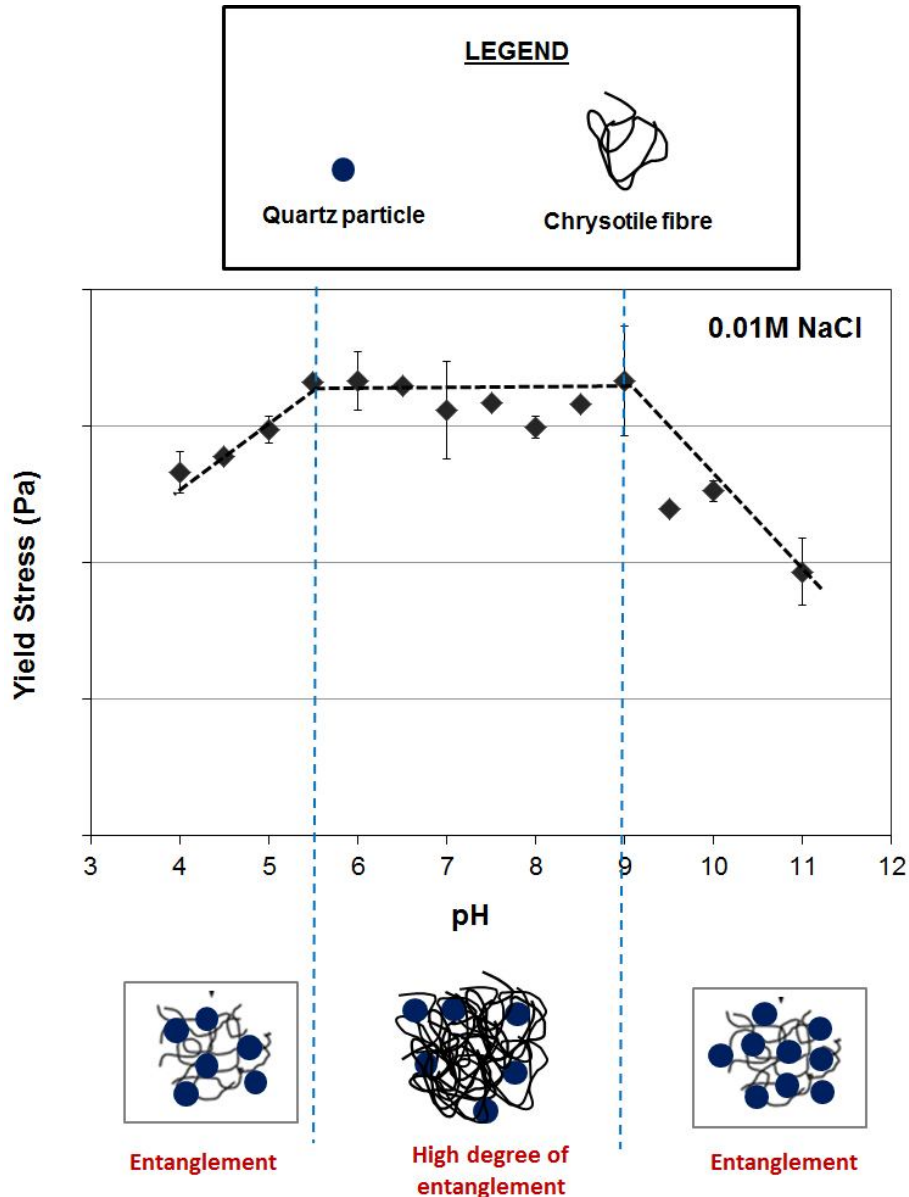 LEGEND
Quartz particle
Chrysotile fibre
0.01M NaCl
Yield Stress (Pa)
3 4 5 6 7 8 9 10 11 12
pH
Entanglement
High degree of
entanglement
Entanglement